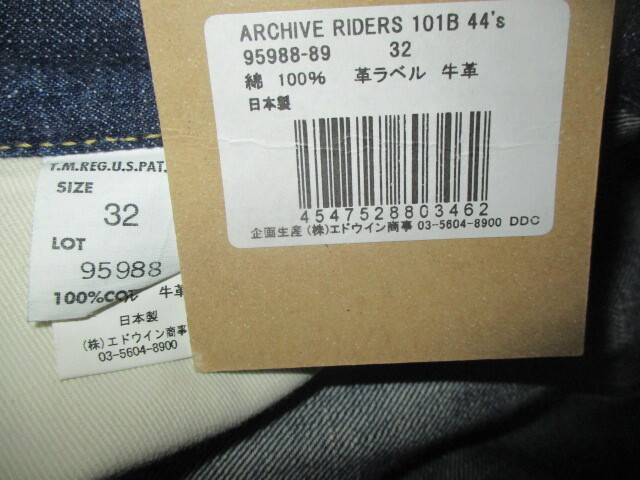 ARCHIVE RIDERS 101B 44's
95988-89 32
綿 100% 革ラベル 牛革
日本製
4547528803462
企画生産 (株)エドウイン商事 03-5604-8900 DDC
T.M.REG.U.S.PAT.
SIZE
32
LOT
95988
100%COT 牛革
日本製
(株)エドウイン商事
03-5604-8900